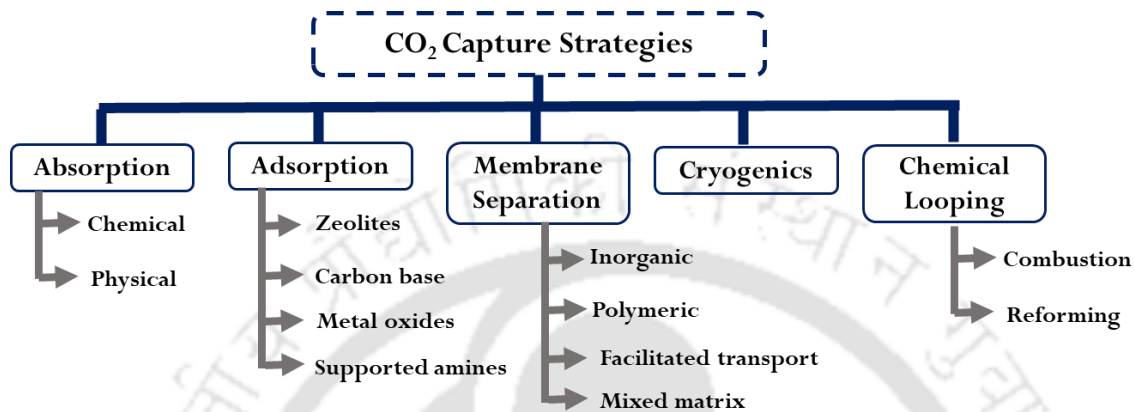 CO₂ Capture Strategies
Absorption
Chemical
Physical
Adsorption
Zeolites
Carbon base
Metal oxides
Supported amines
Membrane
Separation
Inorganic
Polymeric
Facilitated transport
Mixed matrix
Cryogenics
Chemical
Looping
Combustion
Reforming